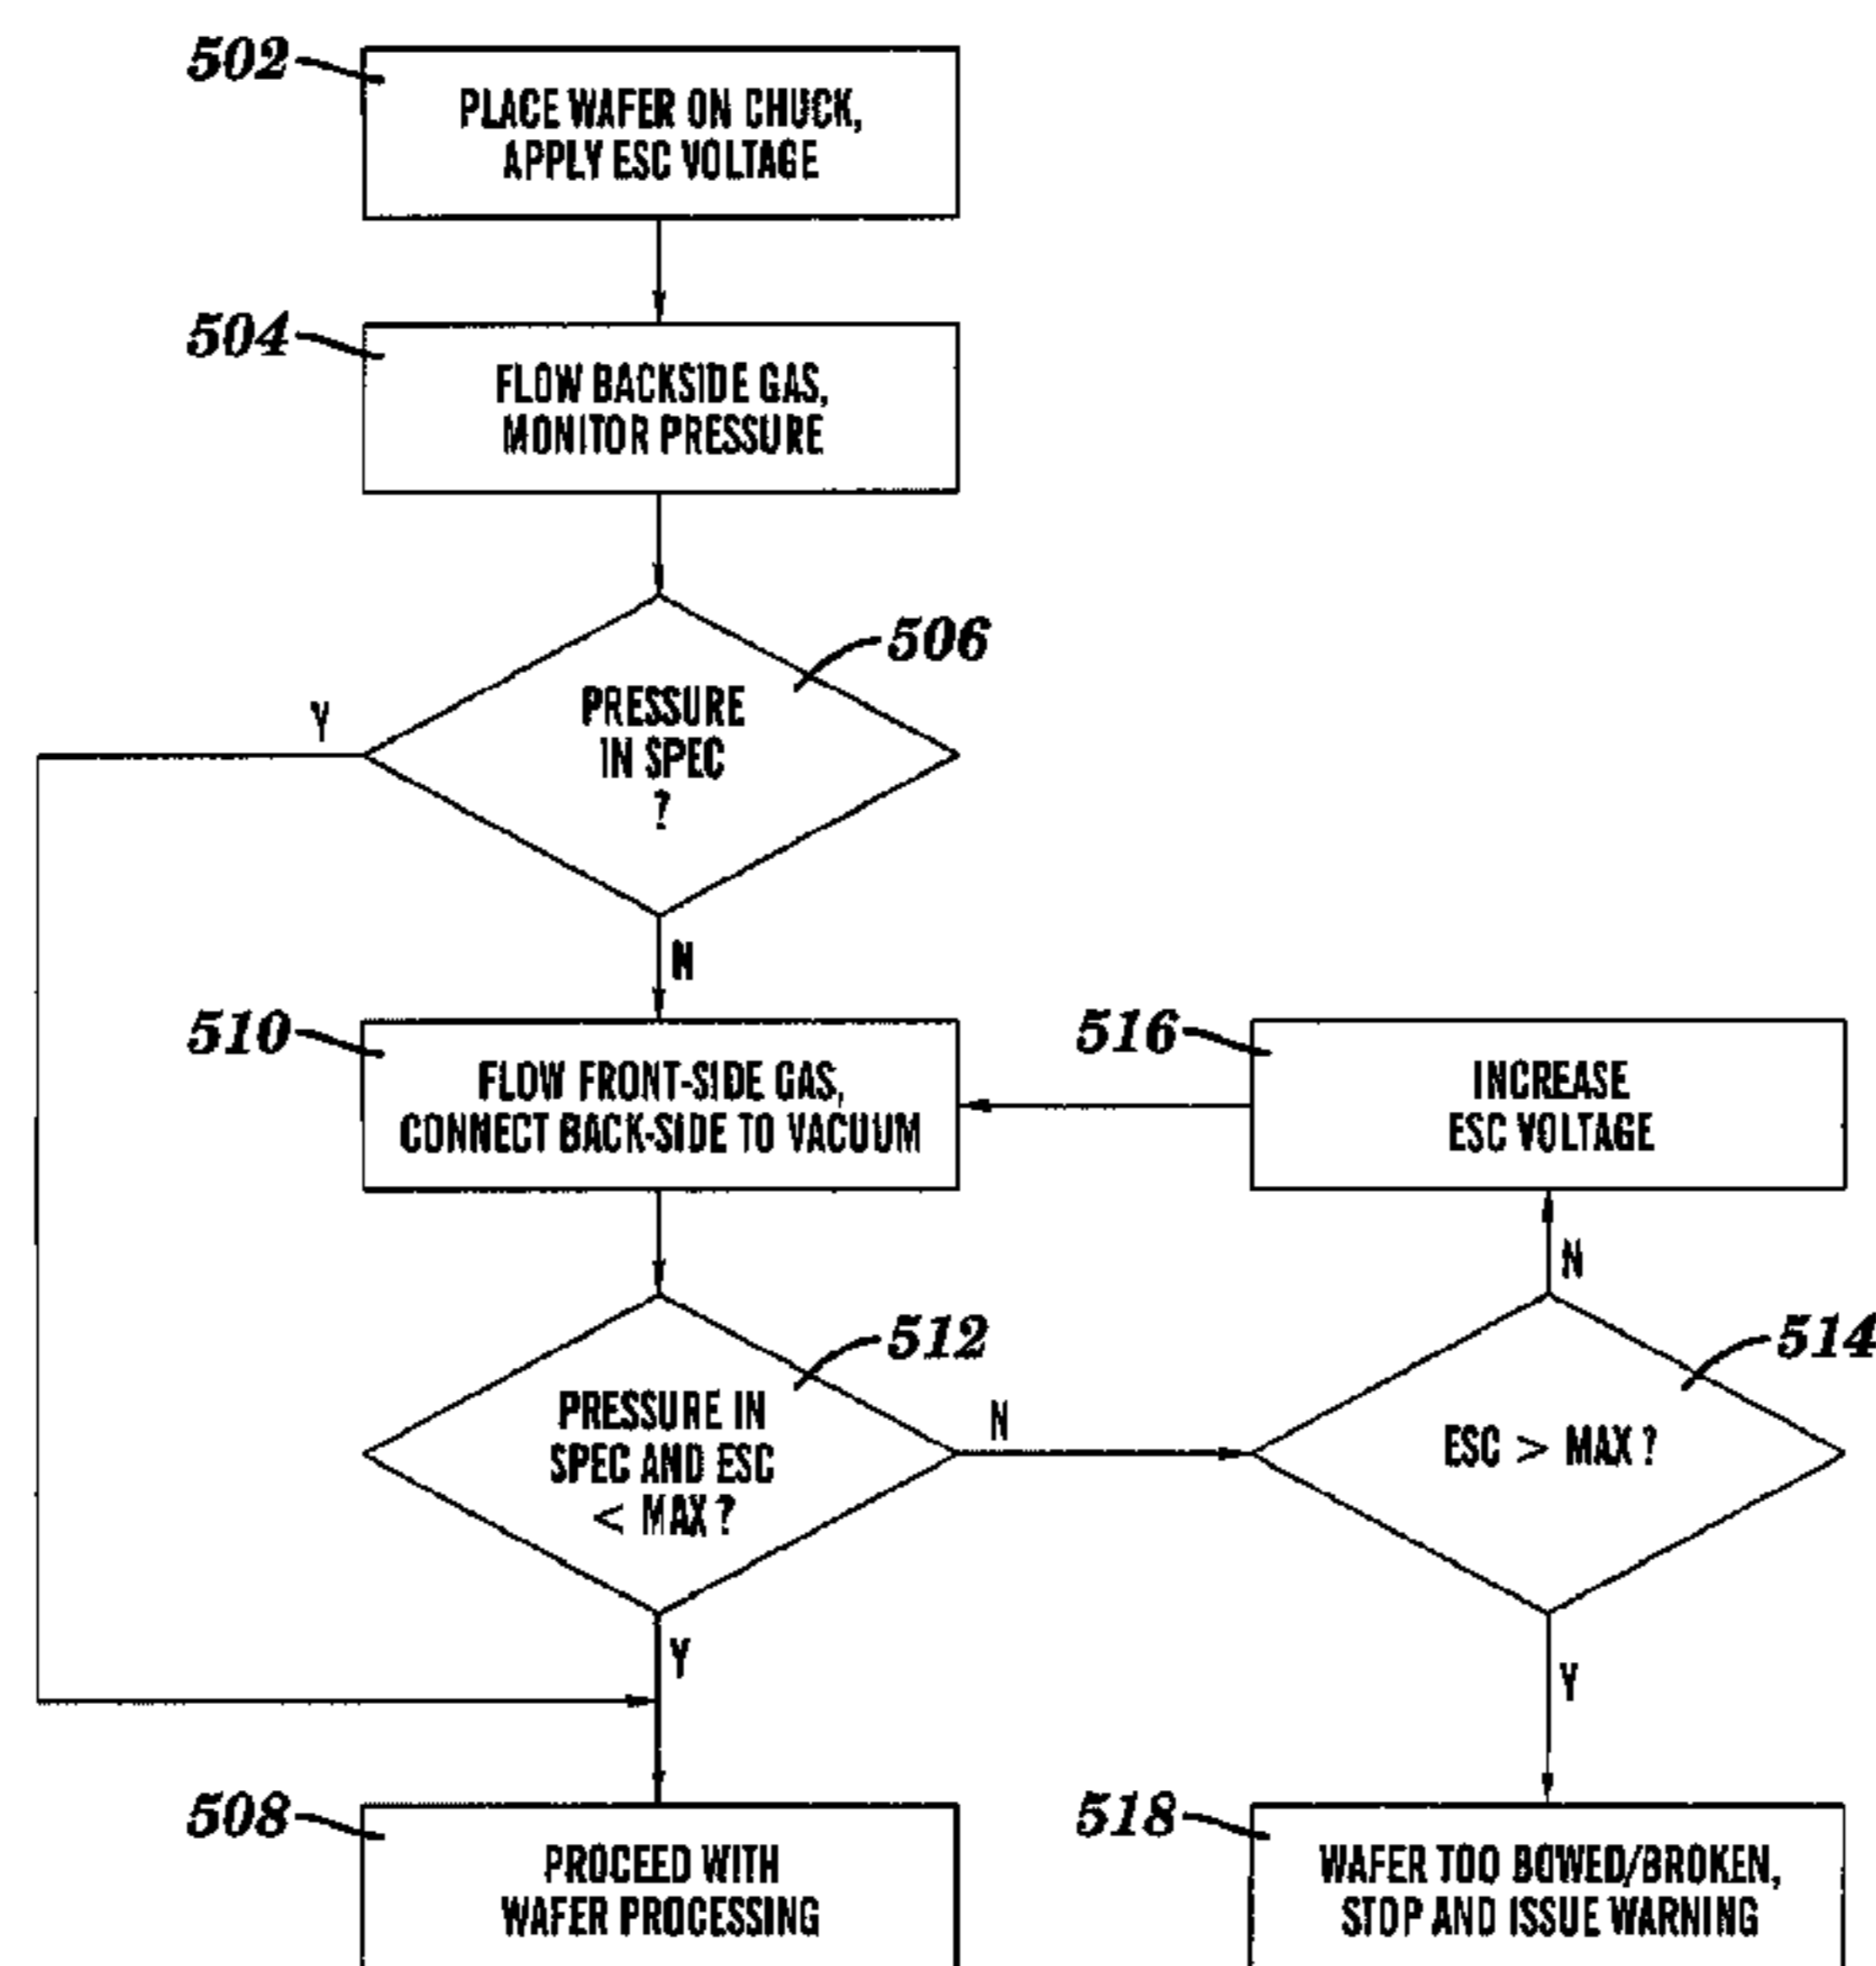 502
PLACE WAFER ON CHUCK,
APPLY ESC VOLTAGE
504
FLOW BACKSIDE GAS,
MONITOR PRESSURE
506
PRESSURE
IN SPEC
?
Y
N
510
FLOW FRONT-SIDE GAS,
CONNECT BACK-SIDE TO VACUUM
516
INCREASE
ESC VOLTAGE
N
512
PRESSURE IN
SPEC AND ESC
< MAX?
N
514
ESC > MAX?
Y
Y
508
PROCEED WITH
WAFER PROCESSING
518
WAFER TOO BOWED/BROKEN,
STOP AND ISSUE WARNING